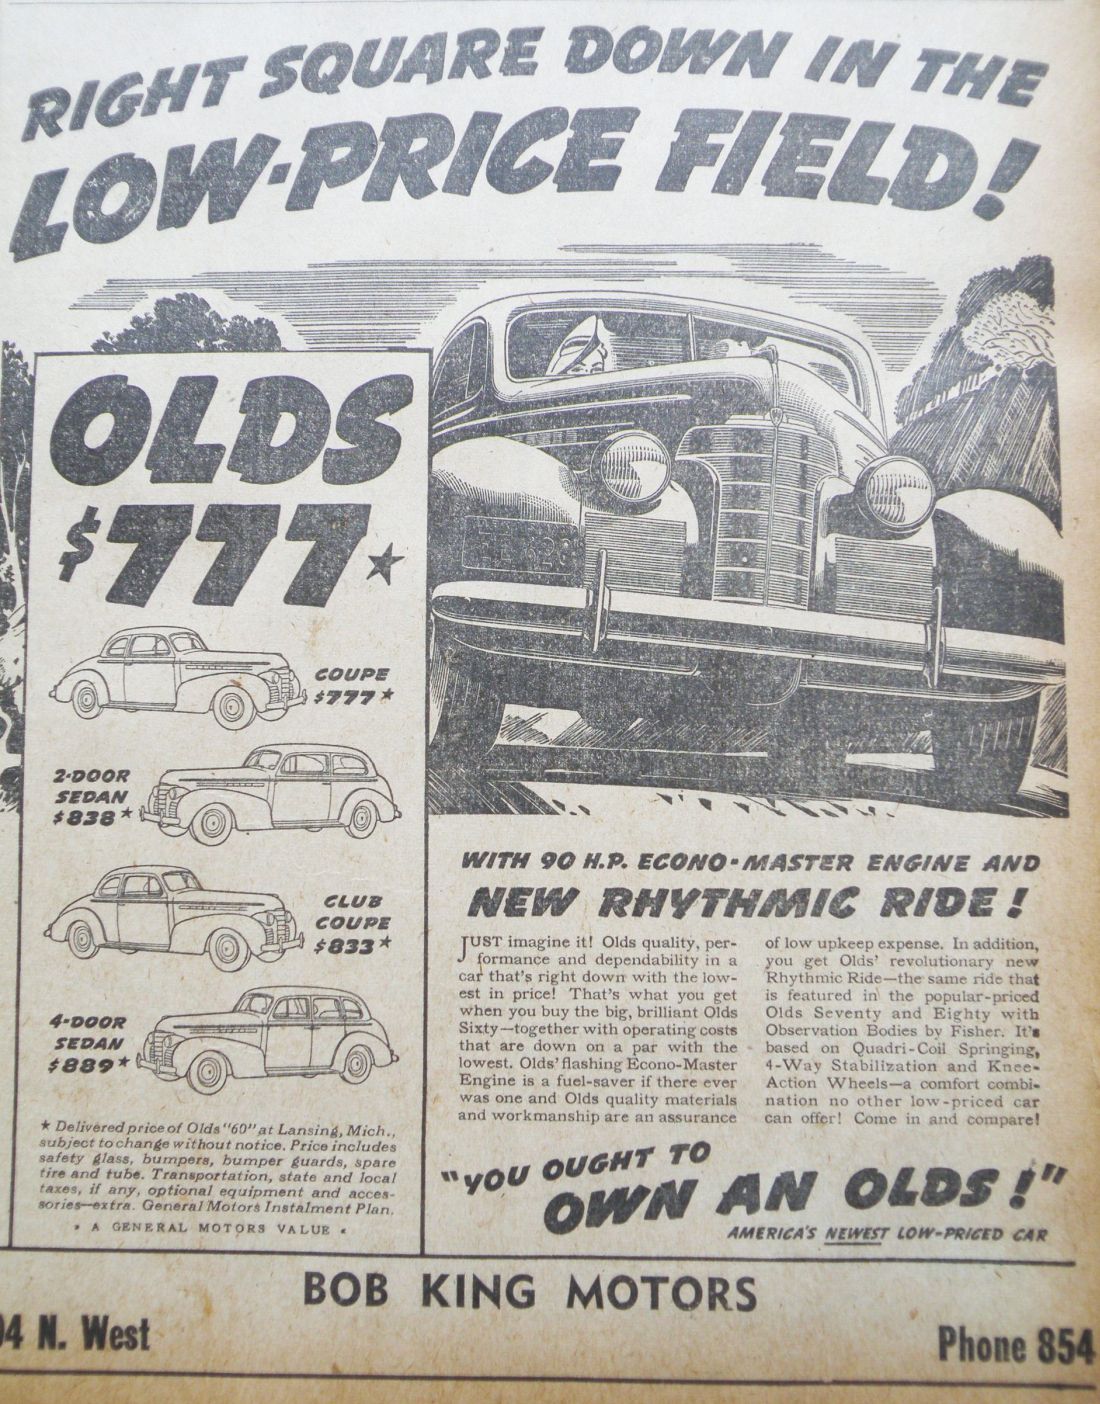 RIGHT SQUARE DOWN IN THE
LOW-PRICE FIELD!
OLDS
$777★
COUPE
$777★
2-DOOR
SEDAN
$838★
CLUB
COUPE
$833★
4-DOOR
SEDAN
$889★
★ Delivered price of Olds "60" at Lansing, Mich.,
subject to change without notice. Price includes
safety glass, bumpers, bumper guards, spare
tire and tube. Transportation, state and local
taxes, if any, optional equipment and acces-
sories—extra. General Motors Instalment Plan.
• A GENERAL MOTORS VALUE •
WITH 90 H.P. ECONO-MASTER ENGINE AND
NEW RHYTHMIC RIDE!
JUST imagine it! Olds quality, per-
formance and dependability in a
car that's right down with the low-
est in price! That's what you get
when you buy the big, brilliant Olds
Sixty—together with operating costs
that are down on a par with the
lowest. Olds' flashing Econo-Master
Engine is a fuel-saver if there ever
was one and Olds quality materials
and workmanship are an assurance
of low upkeep expense. In addition,
you get Olds' revolutionary new
Rhythmic Ride—the same ride that
is featured in the popular-priced
Olds Seventy and Eighty with
Observation Bodies by Fisher. It's
based on Quadri-Coil Springing,
4-Way Stabilization and Knee-
Action Wheels—a comfort combi-
nation no other low-priced car
can offer! Come in and compare!
"YOU OUGHT TO
OWN AN OLDS!"
AMERICA'S NEWEST LOW-PRICED CAR
BOB KING MOTORS
4 N. West
Phone 854